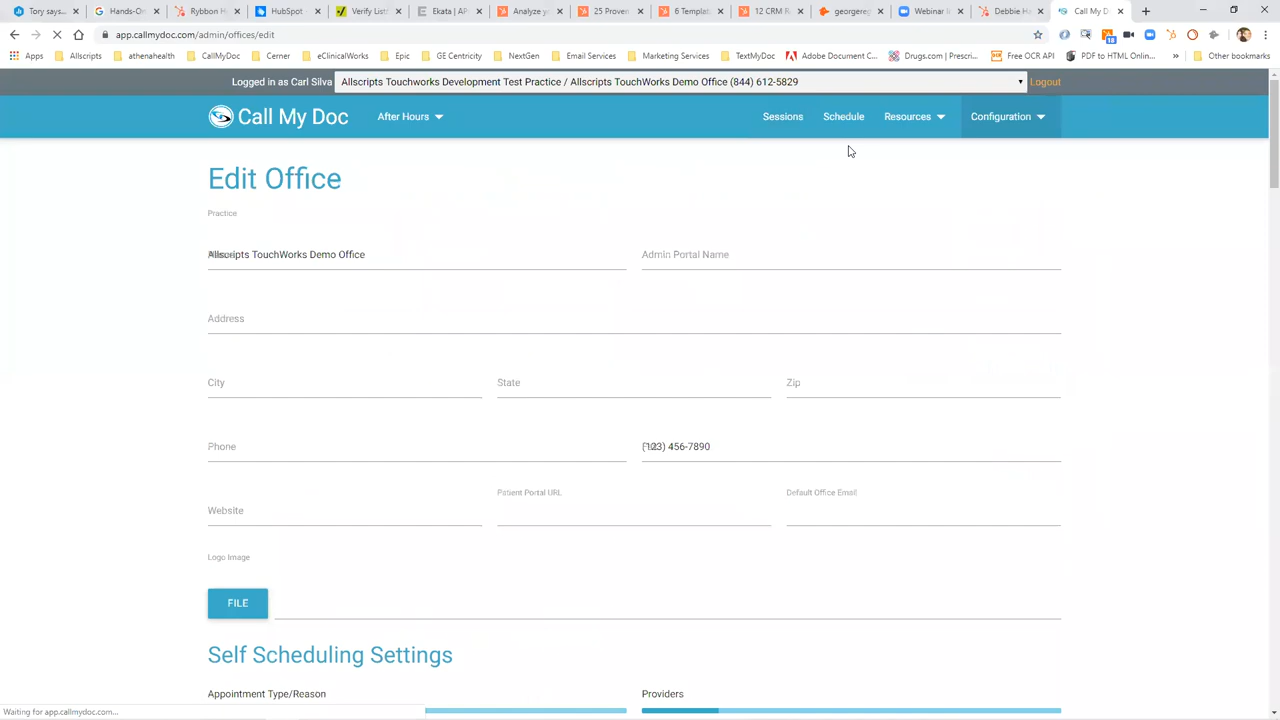 Tory says...
Hands-On
Rybbon H
HubSpot
Verify List
Ekata | AP
Analyze yo
25 Proven
6 Templat
12 CRM R
georgereg
Webinar I
Debbie Ha
Call My D
app.callmydoc.com/admin/offices/edit
18
Apps
Allscripts
athenahealth
CallMyDoc
Cerner
eClinicalWorks
Epic
GE Centricity
NextGen
Email Services
Marketing Services
TextMyDoc
Adobe Document C...
Drugs.com | Prescri...
Free OCR API
PDF to HTML Onlin...
»
Other bookmarks
Logged in as Carl Silva
Allscripts Touchworks Development Test Practice / Allscripts TouchWorks Demo Office (844) 612-5829
Logout
Call My Doc
After Hours
Sessions
Schedule
Resources
Configuration
Edit Office
Practice
Allscripts TouchWorks Demo Office
Admin Portal Name
Address
City
State
Zip
Phone
(123) 456-7890
Website
Patient Portal URL
Default Office Email
Logo Image
FILE
Self Scheduling Settings
Appointment Type/Reason
Providers
Waiting for app.callmydoc.com...